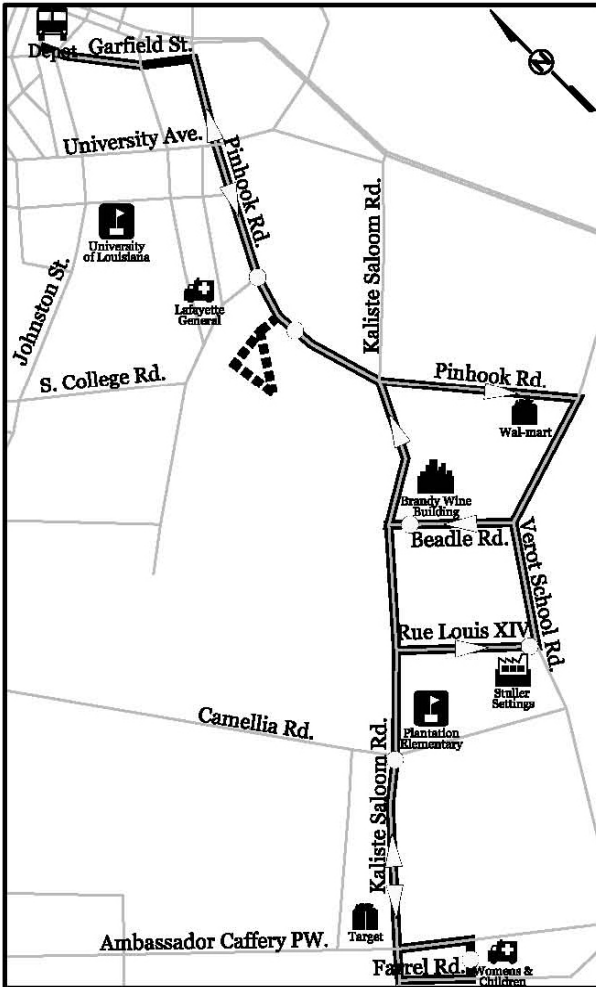 Depot
Garfield St.
N
University Ave.
Pinhook Rd.
University
of Louisiana
Kaliste Saloom Rd.
Johnston St.
Lafayette
General
S. College Rd.
Pinhook Rd.
Wal-mart
Brandy Wine
Building
Beadle Rd.
Verot School Rd.
Rue Louis XIV
Stuller
Settings
Camellia Rd.
Plantation
Elementary
Kaliste Saloom Rd.
Target
Ambassador Caffery PW.
Farrel Rd.
Womens &
Children